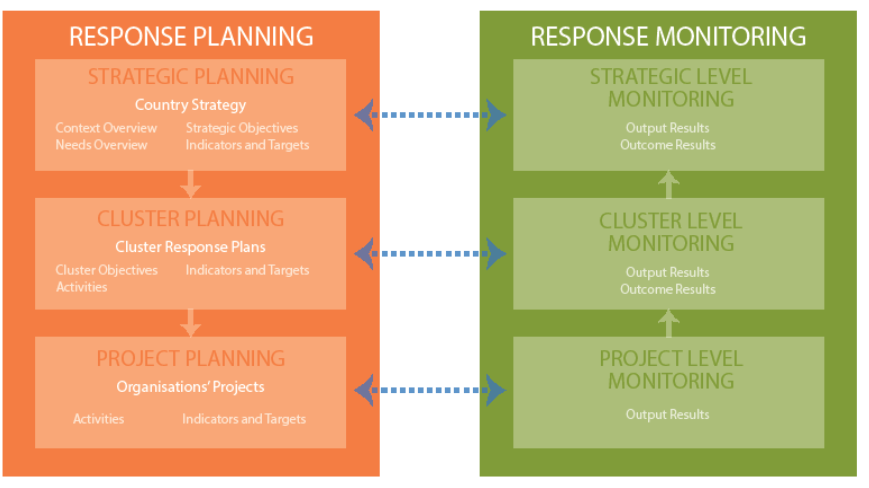 RESPONSE PLANNING
STRATEGIC PLANNING
Country Strategy
Context Overview Strategic Objectives
Needs Overview Indicators and Targets
CLUSTER PLANNING
Cluster Response Plans
Cluster Objectives Indicators and Targets
Activities
PROJECT PLANNING
Organisations' Projects
Activities Indicators and Targets
RESPONSE MONITORING
STRATEGIC LEVEL
MONITORING
Output Results
Outcome Results
CLUSTER LEVEL
MONITORING
Output Results
Outcome Results
PROJECT LEVEL
MONITORING
Output Results